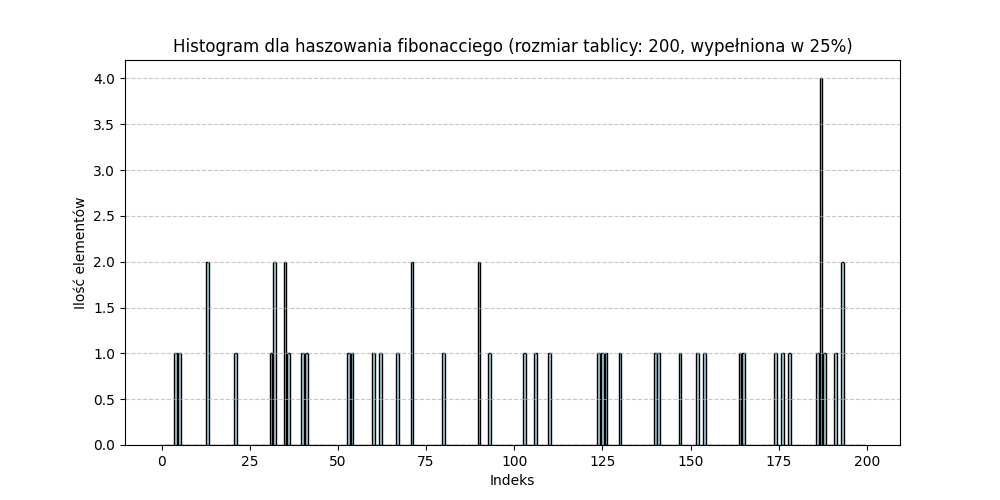 Histogram dla haszowania fibonacciego (rozmiar tablicy: 200, wypełniona w 25%)
4.0
3.5
3.0
2.5
2.0
1.5
1.0
0.5
0.0
Ilość elementów
0 25 50 75 100 125 150 175 200
Indeks